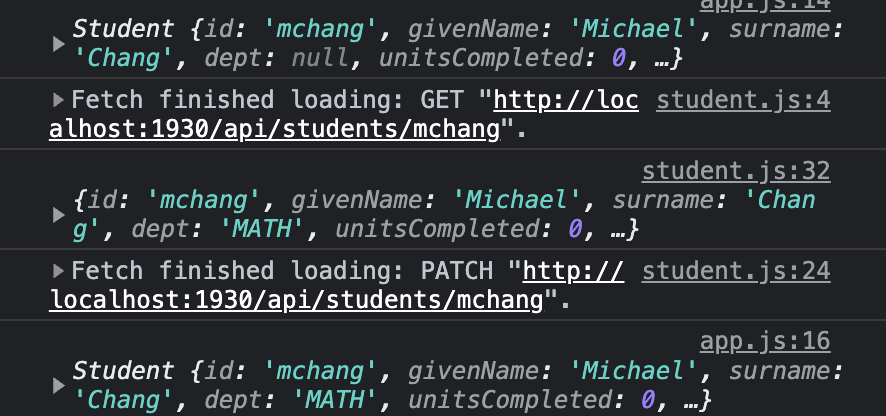 app.js:14
Student {id: 'mchang', givenName: 'Michael', surname:
'Chang', dept: null, unitsCompleted: 0, …}
Fetch finished loading: GET "http://loc student.js:4
alhost:1930/api/students/mchang".
student.js:32
{id: 'mchang', givenName: 'Michael', surname: 'Chan
g', dept: 'MATH', unitsCompleted: 0, …}
Fetch finished loading: PATCH "http:// student.js:24
localhost:1930/api/students/mchang".
app.js:16
Student {id: 'mchang', givenName: 'Michael', surname:
'Chang', dept: 'MATH', unitsCompleted: 0, …}